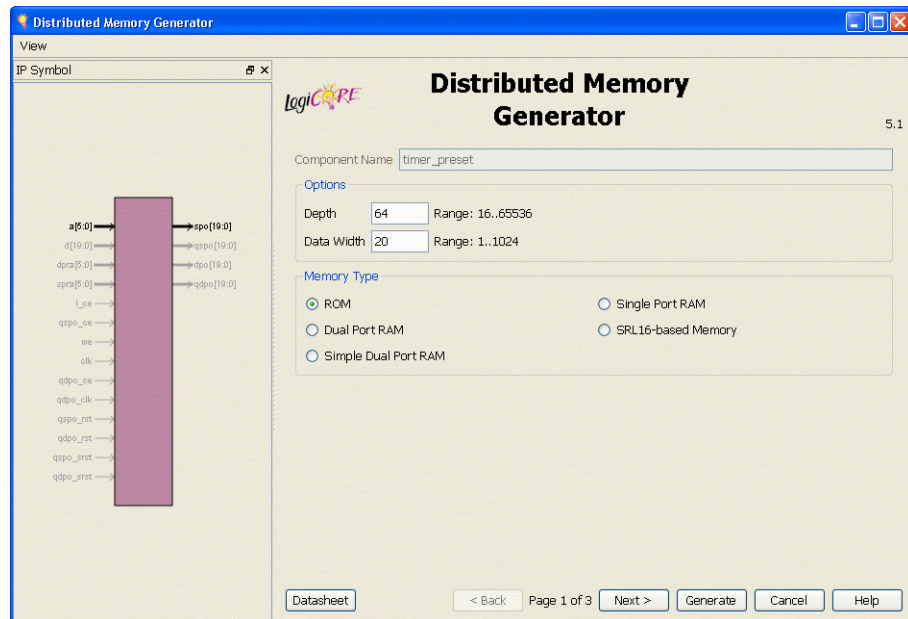 Distributed Memory Generator
View
IP Symbol
a[5:0]
d[19:0]
dpra[5:0]
spra[5:0]
i_ce
qspo_ce
we
clk
qdpo_ce
qdpo_clk
qspo_rst
qdpo_rst
qspo_srst
qdpo_srst
spo[19:0]
qspo[19:0]
dpo[19:0]
qdpo[19:0]
LogiCORE
Distributed Memory
Generator
5.1
Component Name timer_preset
Options
Depth 64 Range: 16..65536
Data Width 20 Range: 1..1024
Memory Type
ROM Single Port RAM
Dual Port RAM SRL16-based Memory
Simple Dual Port RAM
Datasheet < Back Page 1 of 3 Next > Generate Cancel Help